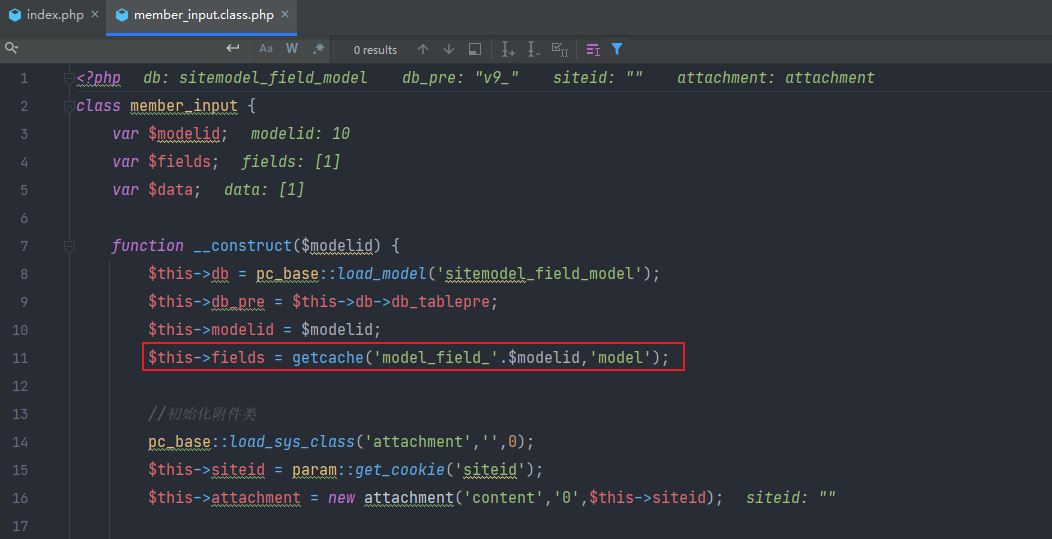 index.php × member_input.class.php ×
Aa W .* 0 results
1 <?php db: sitemodel_field_model db_pre: "v9_" siteid: "" attachment: attachment
2 class member_input {
3 var $modelid; modelid: 10
4 var $fields; fields: [1]
5 var $data; data: [1]
6
7 function __construct($modelid) {
8 $this->db = pc_base::load_model('sitemodel_field_model');
9 $this->db_pre = $this->db->db_tablepre;
10 $this->modelid = $modelid;
11 $this->fields = getcache('model_field_'.$modelid,'model');
12
13 //初始化附件类
14 pc_base::load_sys_class('attachment','',0);
15 $this->siteid = param::get_cookie('siteid');
16 $this->attachment = new attachment('content','0',$this->siteid); siteid: ""
17